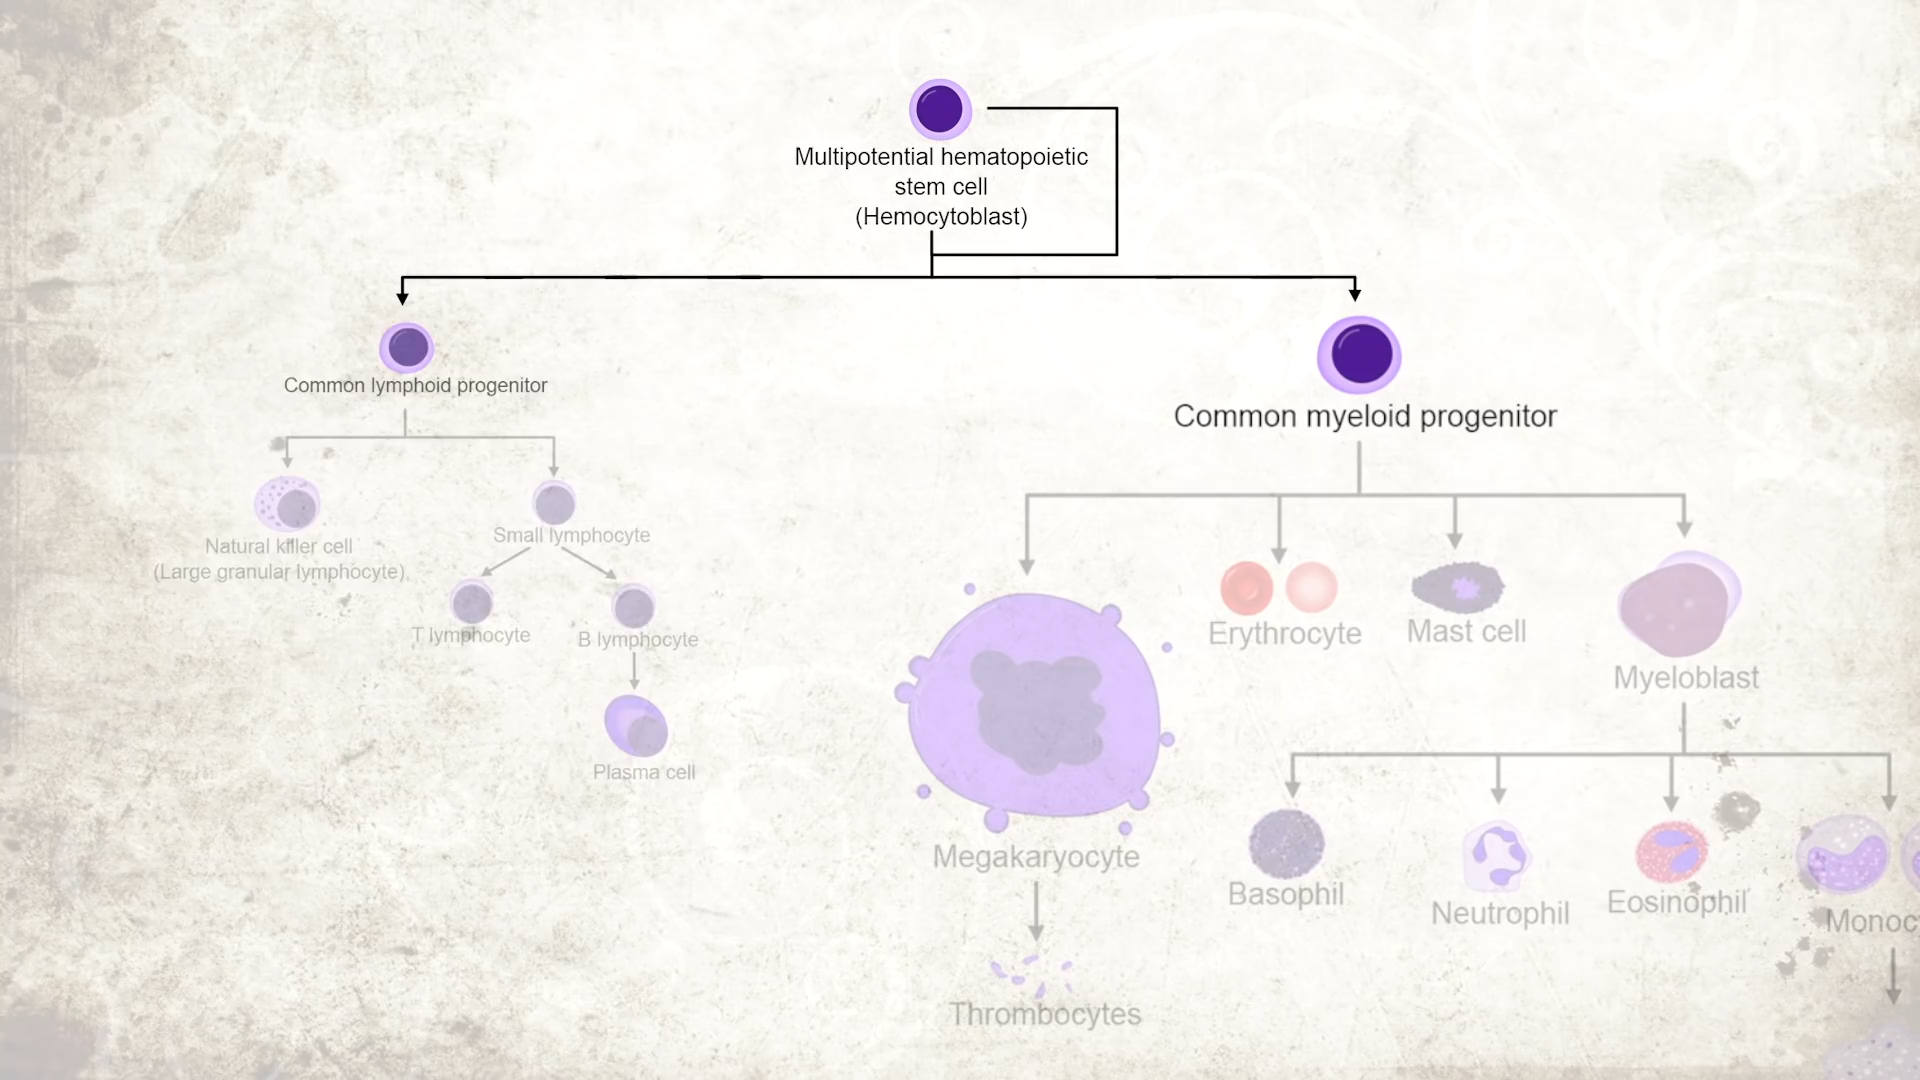 Multipotential hematopoietic
stem cell
(Hemocytoblast)
Common lymphoid progenitor
Common myeloid progenitor
Natural killer cell
(Large granular lymphocyte)
Small lymphocyte
T lymphocyte
B lymphocyte
Plasma cell
Erythrocyte
Mast cell
Myeloblast
Megakaryocyte
Basophil
Neutrophil
Eosinophil
Monoc
Thrombocytes